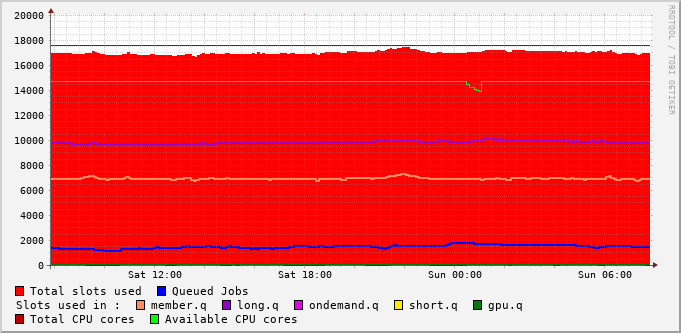 20000
18000
16000
14000
12000
10000
8000
6000
4000
2000
0
Sat 12:00 Sat 18:00 Sun 00:00 Sun 06:00
Total slots used Queued Jobs
Slots used in : member.q long.q ondemand.q short.q gpu.q
Total CPU cores Available CPU cores
RRDTOOL / TOBI OETIKER